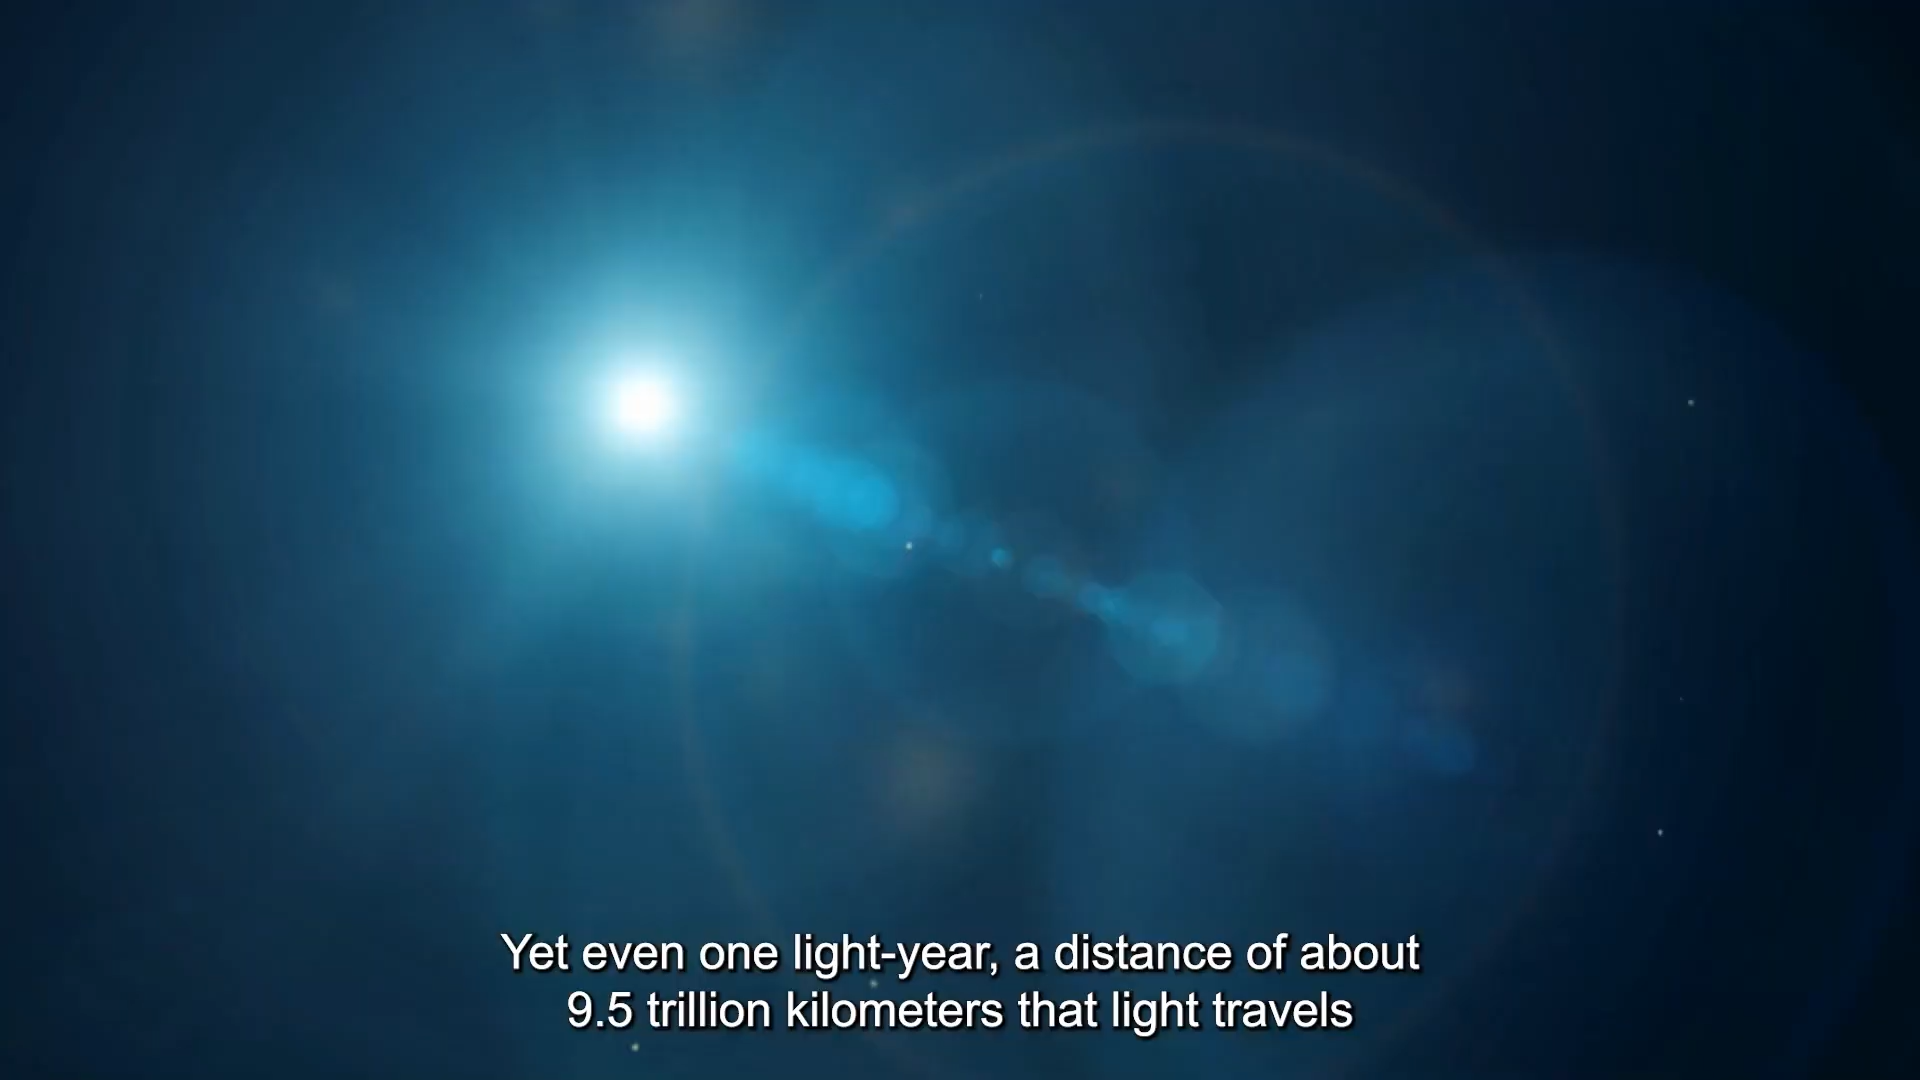 Yet even one light-year, a distance of about
9.5 trillion kilometers that light travels